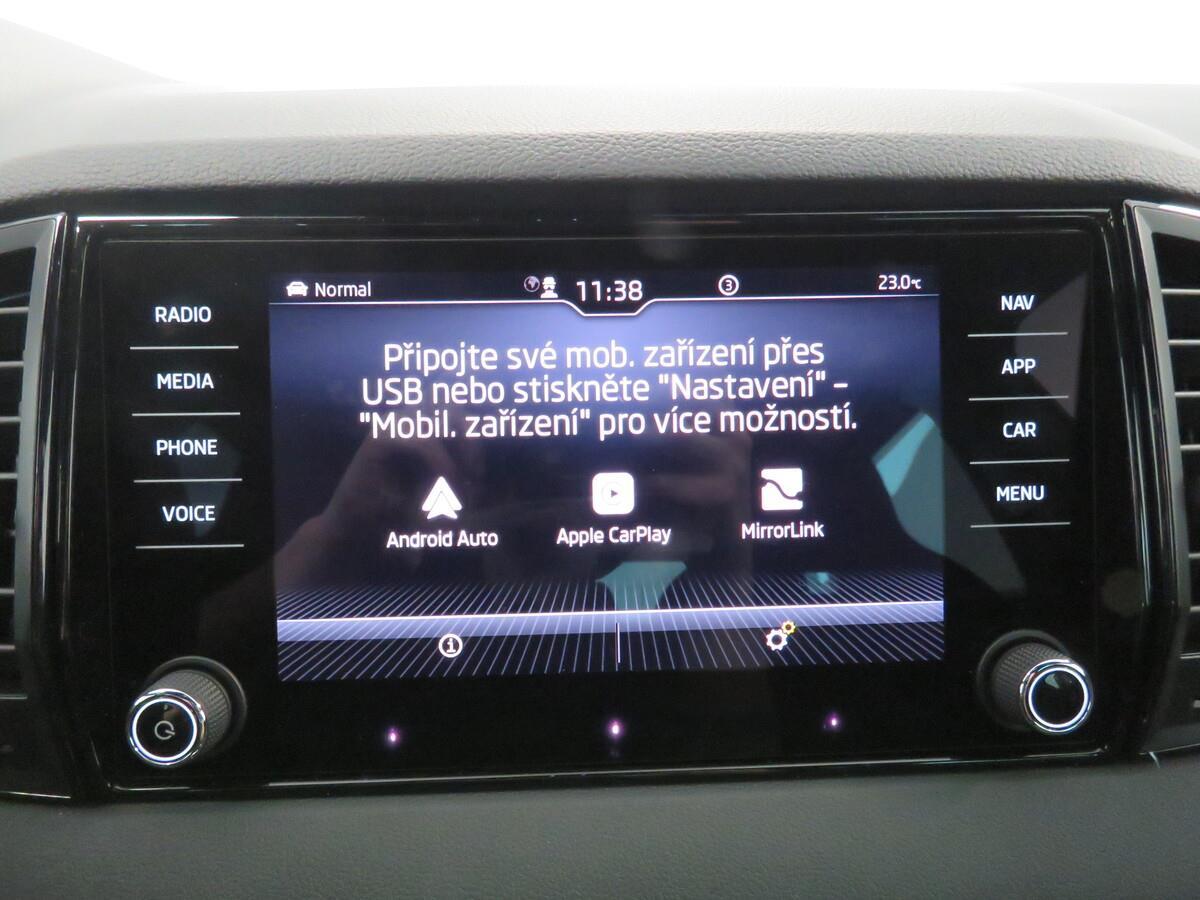 Normal
11:38
3
23.0°C
RADIO
MEDIA
PHONE
VOICE
Připojte své mob. zařízení přes
USB nebo stiskněte "Nastavení" –
"Mobil. zařízení" pro více možností.
Android Auto
Apple CarPlay
MirrorLink
NAV
APP
CAR
MENU